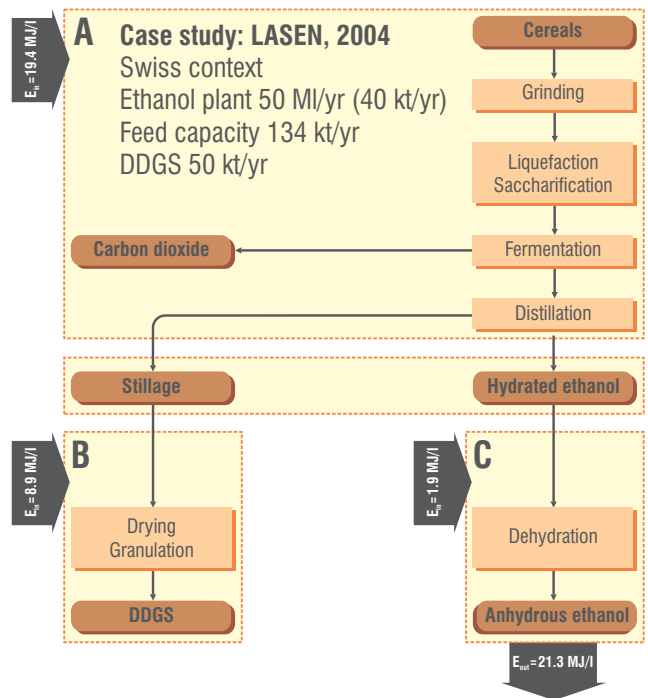 E_in = 19.4 MJ/l
A
Case study: LASEN, 2004
Swiss context
Ethanol plant 50 Ml/yr (40 kt/yr)
Feed capacity 134 kt/yr
DDGS 50 kt/yr
Cereals
Grinding
Liquefaction
Saccharification
Carbon dioxide
Fermentation
Distillation
Stillage
Hydrated ethanol
E_in = 8.9 MJ/l
B
Drying
Granulation
DDGS
E_in = 1.9 MJ/l
C
Dehydration
Anhydrous ethanol
E_out = 21.3 MJ/l